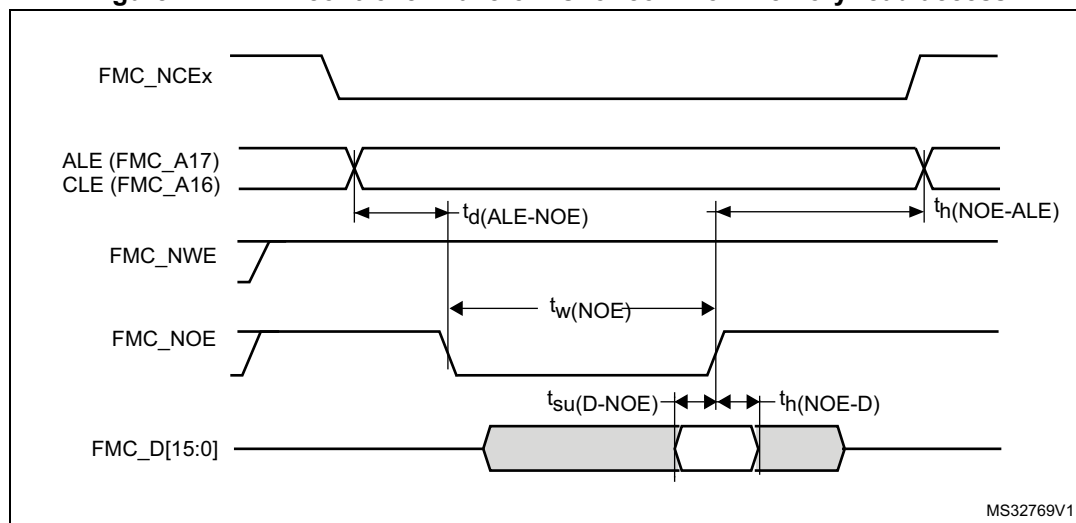 FMC_NCEx
ALE (FMC_A17)
CLE (FMC_A16)
td(ALE-NOE)
th(NOE-ALE)
FMC_NWE
tw(NOE)
FMC_NOE
tsu(D-NOE)
th(NOE-D)
FMC_D[15:0]
MS32769V1